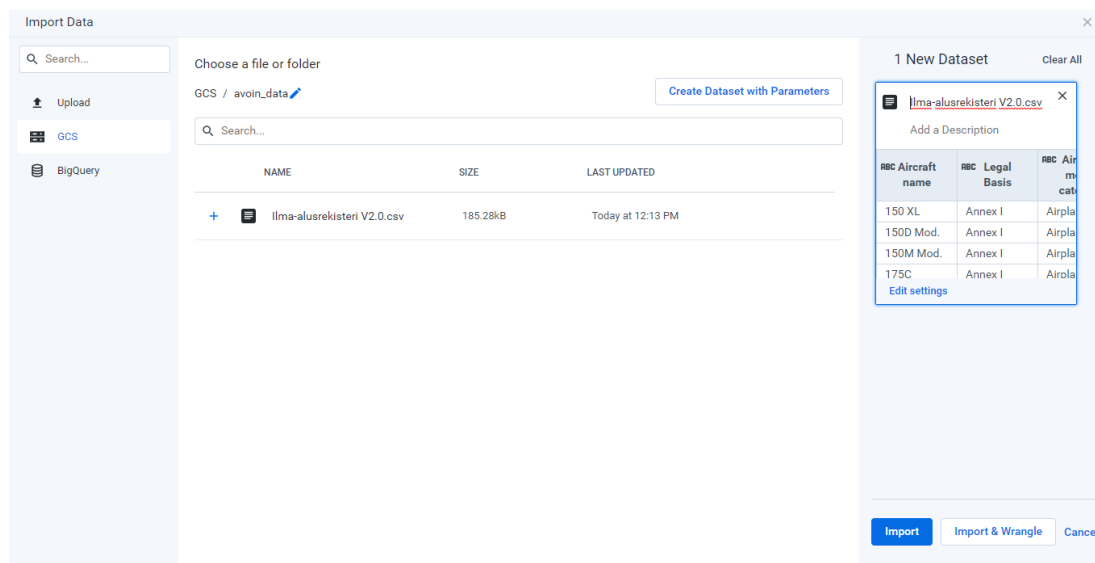 Import Data
Search...
Upload
GCS
BigQuery
Choose a file or folder
GCS / avoin_data
Create Dataset with Parameters
Search...
NAME SIZE LAST UPDATED
+ Ilma-alusrekisteri V2.0.csv 185.28kB Today at 12:13 PM
1 New Dataset Clear All
Ilma-alusrekisteri V2.0.csv
Add a Description
ABC Aircraft name ABC Legal Basis ABC
150 XL Annex I
150D Mod. Annex I
150M Mod. Annex I
175C Annex I
Edit settings
Import Import & Wrangle